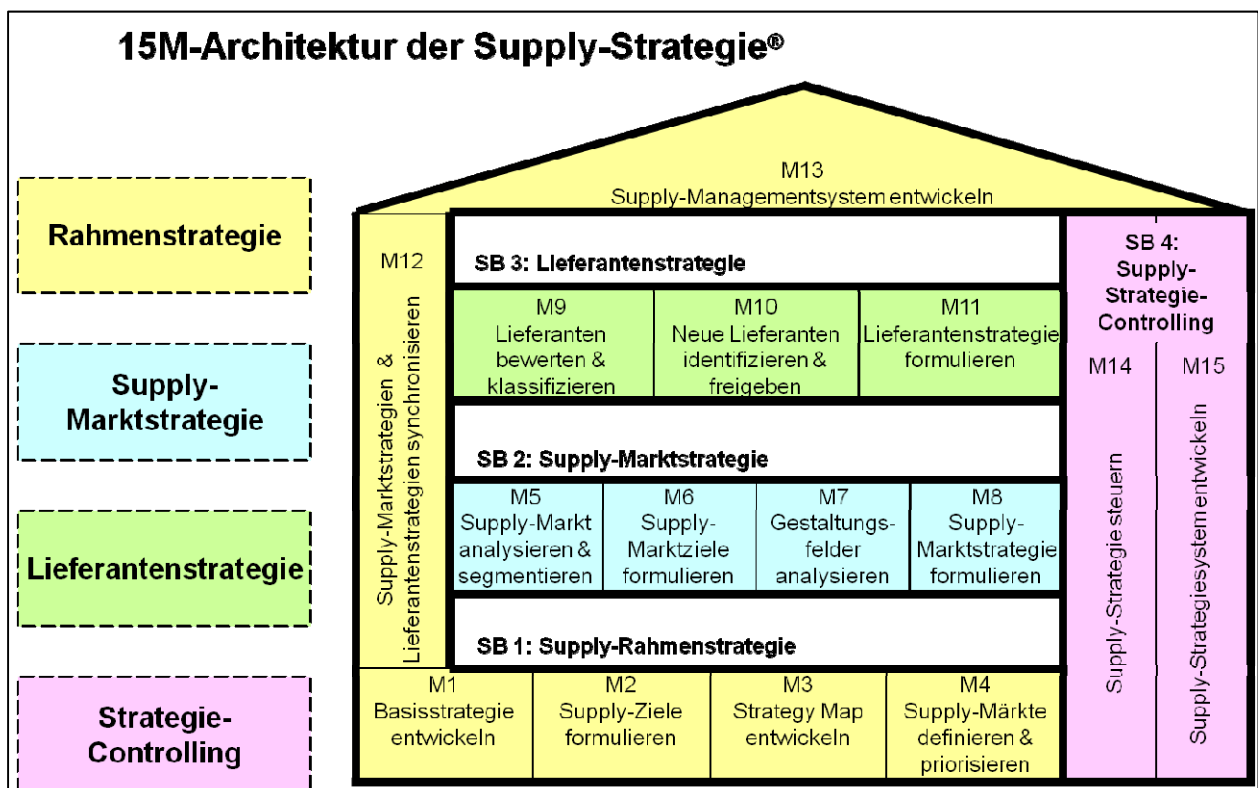 15M-Architektur der Supply-Strategie®
Rahmenstrategie
Supply-
Marktstrategie
Lieferantenstrategie
Strategie-
Controlling
M13
Supply-Managementsystem entwickeln
M12
Supply-Marktstrategien &
Lieferantenstrategien synchronisieren
SB 3: Lieferantenstrategie
M9
Lieferanten
bewerten &
klassifizieren
M10
Neue Lieferanten
identifizieren &
freigeben
M11
Lieferantenstrategie
formulieren
SB 2: Supply-Marktstrategie
M5
Supply-Markt
analysieren &
segmentieren
M6
Supply-
Marktziele
formulieren
M7
Gestaltungs-
felder
analysieren
M8
Supply-
Marktstrategie
formulieren
SB 1: Supply-Rahmenstrategie
M1
Basisstrategie
entwickeln
M2
Supply-Ziele
formulieren
M3
Strategy Map
entwickeln
M4
Supply-Märkte
definieren &
priorisieren
SB 4:
Supply-
Strategie-
Controlling
M14
Supply-Strategie steuern
M15
Supply-Strategiesystem entwickeln